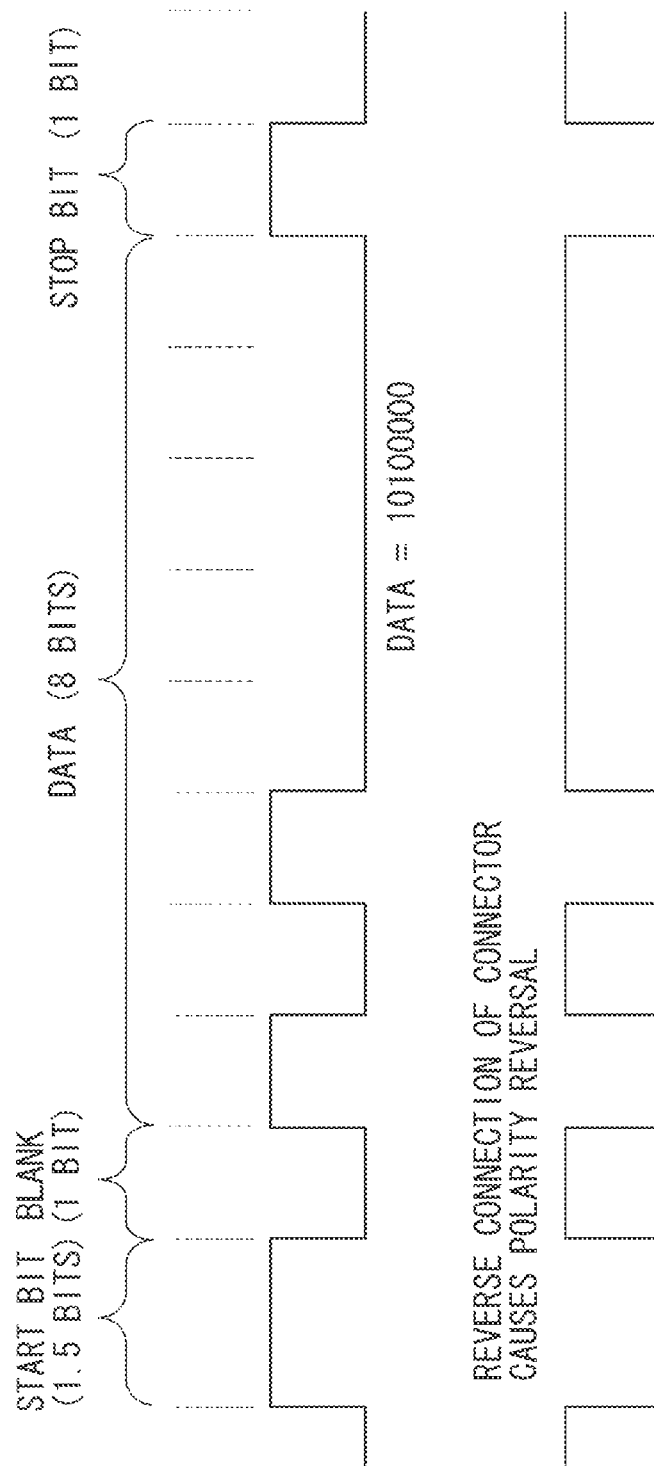 START BIT
(1.5 BITS)
BLANK
(1 BIT)
DATA (8 BITS)
STOP BIT (1 BIT)
DATA = 10100000
REVERSE CONNECTION OF CONNECTOR
CAUSES POLARITY REVERSAL